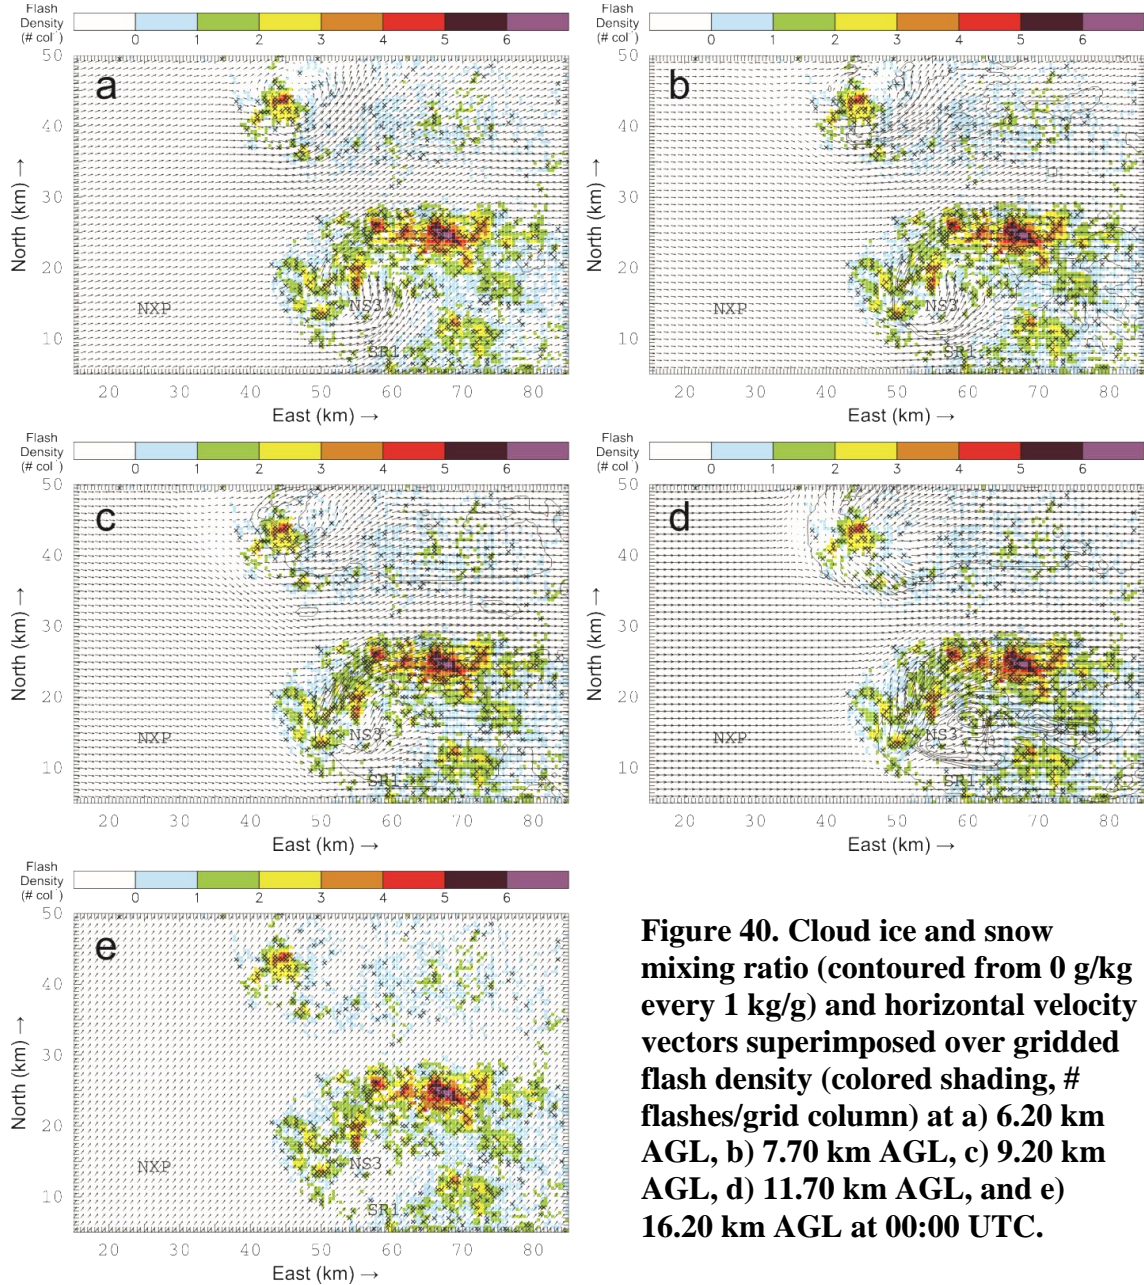 Flash
Density
(# col )
0 1 2 3 4 5 6
50
40
30
20
10
North (km) →
a
NXP
NS3
SR1
20 30 40 50 60 70 80
East (km) →
Flash
Density
(# col )
0 1 2 3 4 5 6
50
40
30
20
10
North (km) →
b
NXP
NS3
SR1
20 30 40 50 60 70 80
East (km) →
Flash
Density
(# col )
0 1 2 3 4 5 6
50
40
30
20
10
North (km) →
c
NXP
NS3
SR1
20 30 40 50 60 70 80
East (km) →
Flash
Density
(# col )
0 1 2 3 4 5 6
50
40
30
20
10
North (km) →
d
NXP
NS3
SR1
20 30 40 50 60 70 80
East (km) →
Flash
Density
(# col )
0 1 2 3 4 5 6
50
40
30
20
10
North (km) →
e
NXP
NS3
SR1
20 30 40 50 60 70 80
East (km) →
Figure 40. Cloud ice and snow
mixing ratio (contoured from 0 g/kg
every 1 kg/g) and horizontal velocity
vectors superimposed over gridded
flash density (colored shading, #
flashes/grid column) at a) 6.20 km
AGL, b) 7.70 km AGL, c) 9.20 km
AGL, d) 11.70 km AGL, and e)
16.20 km AGL at 00:00 UTC.